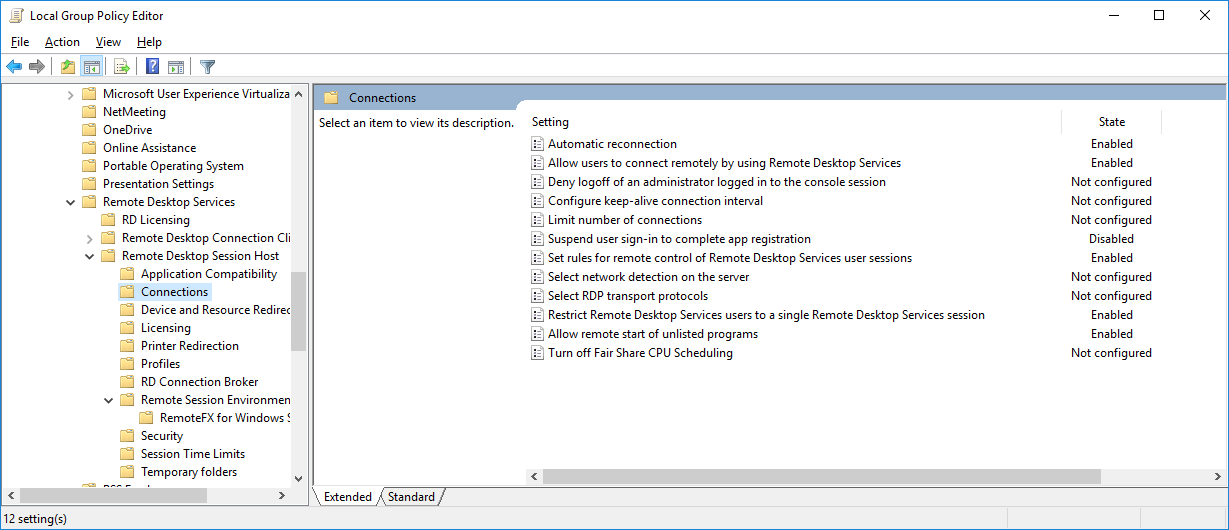 Local Group Policy Editor
File Action View Help
Microsoft User Experience Virtualiza
NetMeeting
OneDrive
Online Assistance
Portable Operating System
Presentation Settings
Remote Desktop Services
RD Licensing
Remote Desktop Connection Cli
Remote Desktop Session Host
Application Compatibility
Connections
Device and Resource Redirec
Licensing
Printer Redirection
Profiles
RD Connection Broker
Remote Session Environmen
RemoteFX for Windows S
Security
Session Time Limits
Temporary folders
Connections
Select an item to view its description.
Setting State
Automatic reconnection Enabled
Allow users to connect remotely by using Remote Desktop Services Enabled
Deny logoff of an administrator logged in to the console session Not configured
Configure keep-alive connection interval Not configured
Limit number of connections Not configured
Suspend user sign-in to complete app registration Disabled
Set rules for remote control of Remote Desktop Services user sessions Enabled
Select network detection on the server Not configured
Select RDP transport protocols Not configured
Restrict Remote Desktop Services users to a single Remote Desktop Services session Enabled
Allow remote start of unlisted programs Enabled
Turn off Fair Share CPU Scheduling Not configured
Extended Standard
12 setting(s)